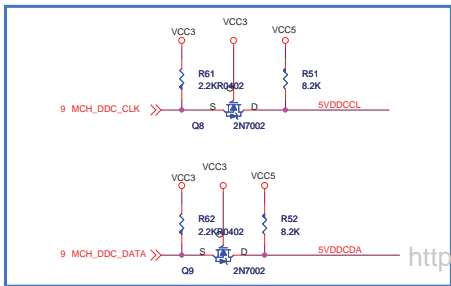 VCC3
VCC3
VCC5
R61
2.2KR0402
R51
8.2K
9 MCH_DDC_CLK
S
G
D
5VDDCCL
Q8
2N7002
VCC3
VCC3
VCC5
R62
2.2KR0402
R52
8.2K
9 MCH_DDC_DATA
S
G
D
5VDDCDA
Q9
2N7002
http